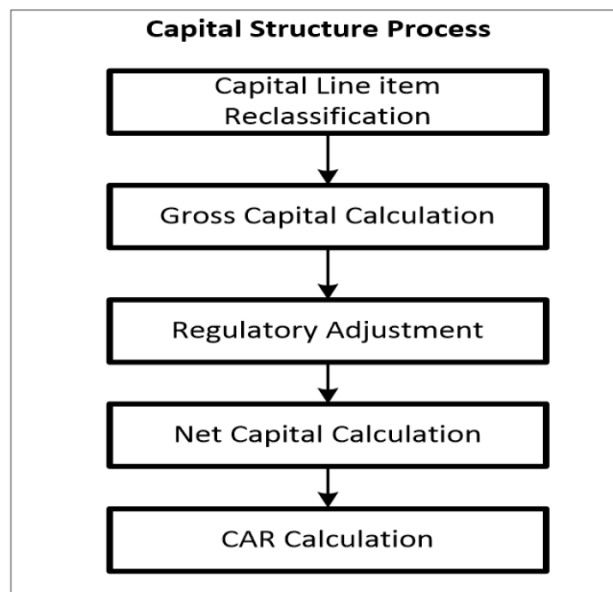 Capital Structure Process
Capital Line item
Reclassification
Gross Capital Calculation
Regulatory Adjustment
Net Capital Calculation
CAR Calculation